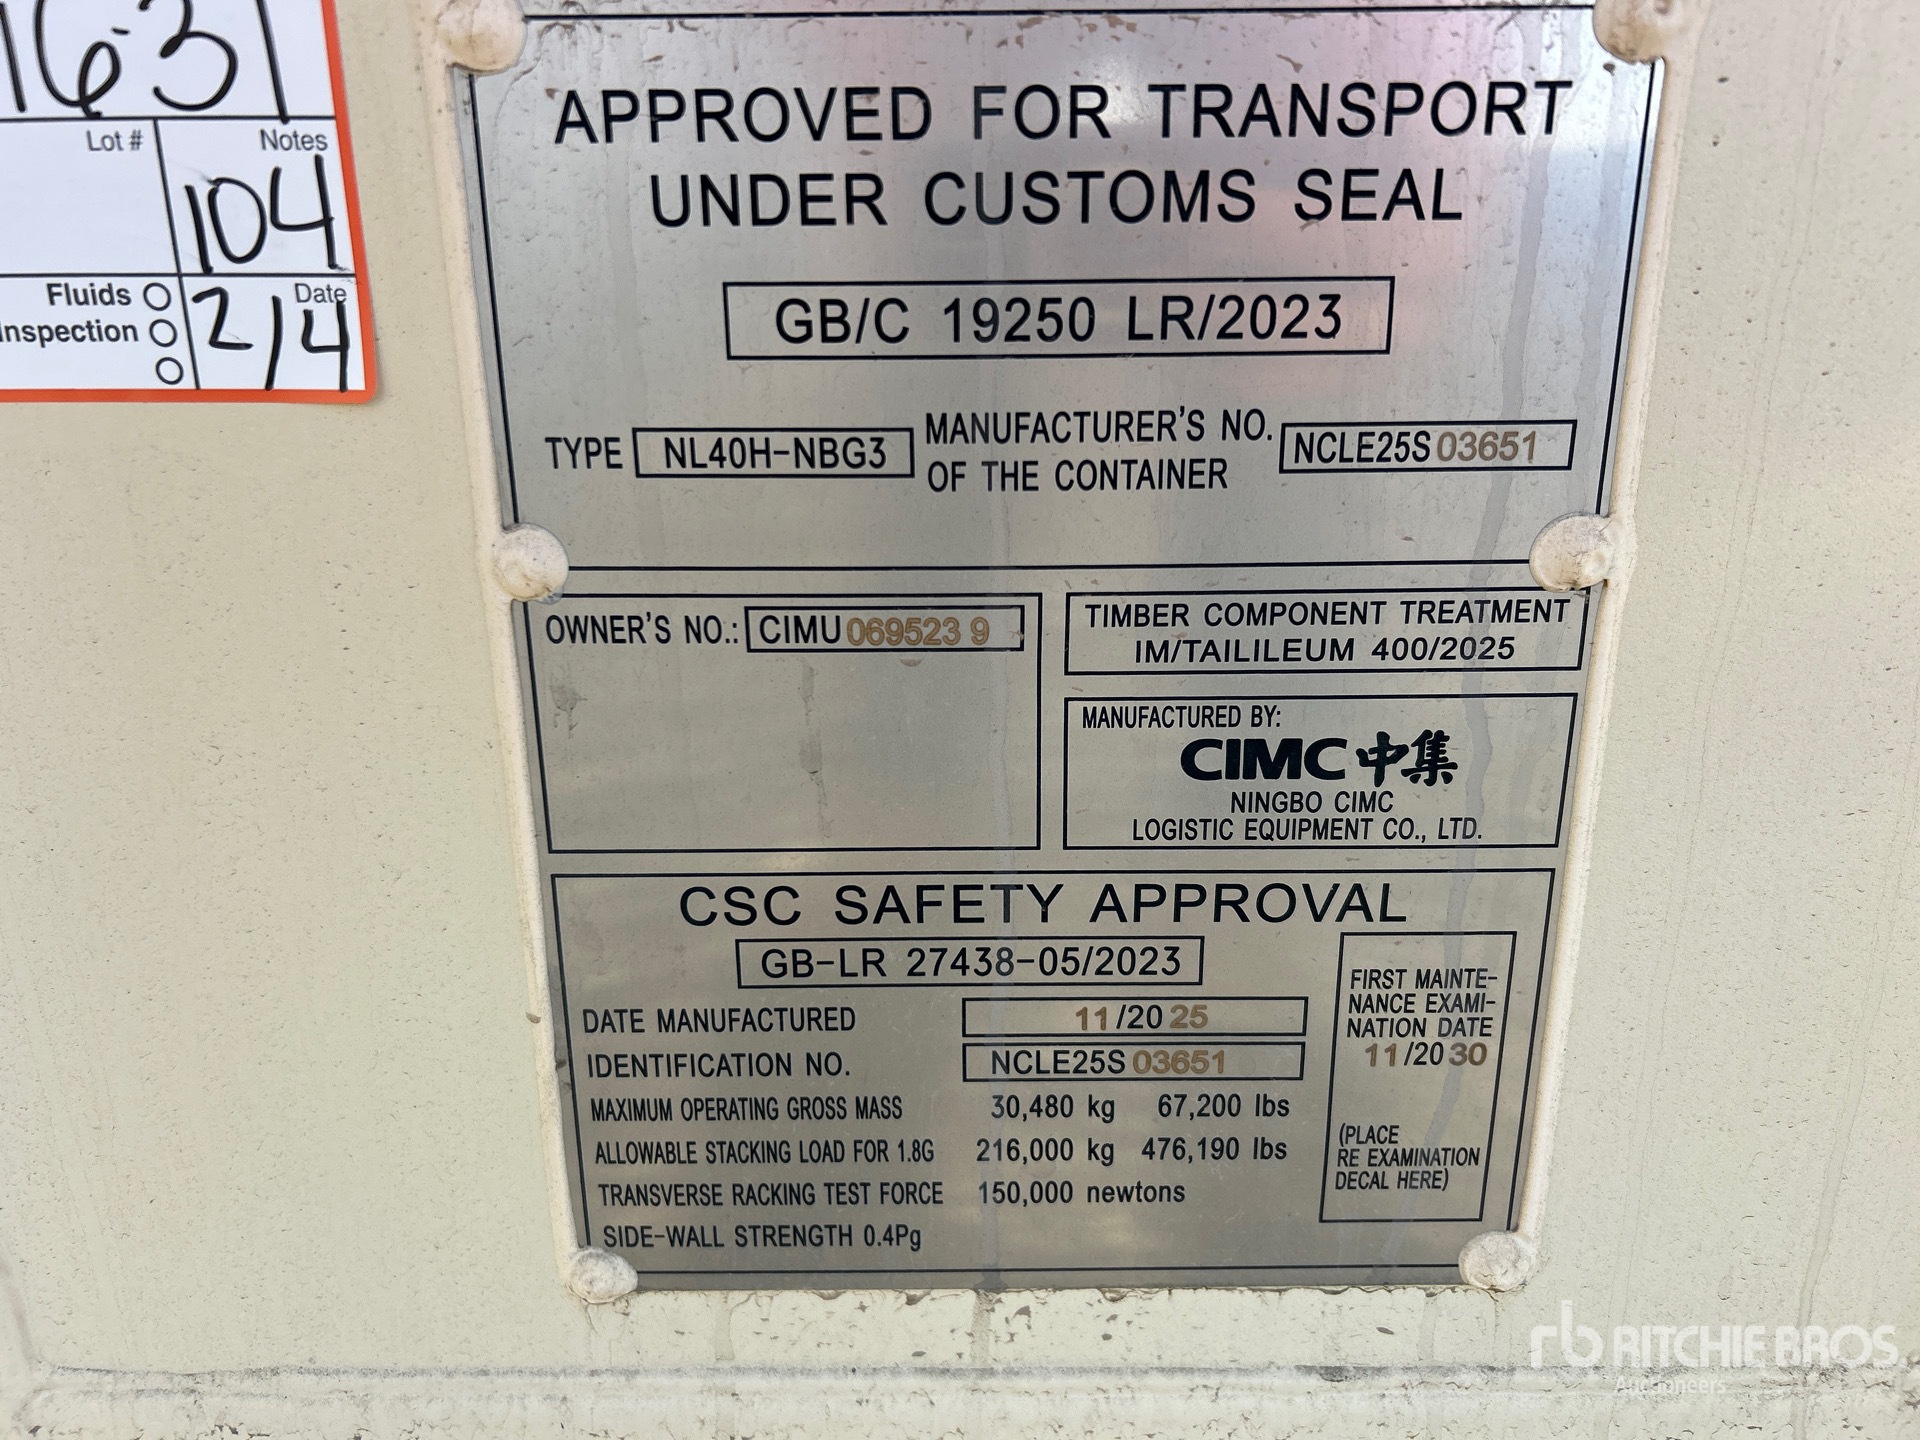 1631
Lot #
Notes
104
Fluids
Inspection
Date
2/4
APPROVED FOR TRANSPORT
UNDER CUSTOMS SEAL
GB/C 19250 LR/2023
TYPE NL40H-NBG3
MANUFACTURER'S NO.
OF THE CONTAINER
NCLE25S 03651
OWNER'S NO.: CIMU 069523 9
TIMBER COMPONENT TREATMENT
IM/TAILILEUM 400/2025
MANUFACTURED BY:
CIMC 中集
NINGBO CIMC
LOGISTIC EQUIPMENT CO., LTD.
CSC SAFETY APPROVAL
GB-LR 27438-05/2023
DATE MANUFACTURED 11/2025
IDENTIFICATION NO. NCLE25S 03651
MAXIMUM OPERATING GROSS MASS 30,480 kg 67,200 lbs
ALLOWABLE STACKING LOAD FOR 1.8G 216,000 kg 476,190 lbs
TRANSVERSE RACKING TEST FORCE 150,000 newtons
SIDE-WALL STRENGTH 0.4Pg
FIRST MAINTE-
NANCE EXAMI-
NATION DATE
11/2030
(PLACE
RE EXAMINATION
DECAL HERE)
rb RITCHIE BROS.
Auctioneers